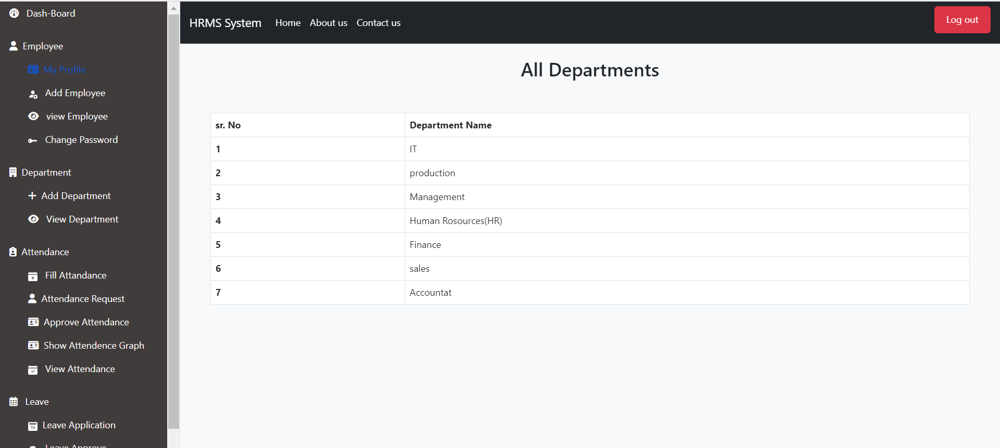 Dash-Board
Employee
My Profile
Add Employee
view Employee
Change Password
Department
Add Department
View Department
Attendance
Fill Attandance
Attendance Request
Approve Attendance
Show Attendence Graph
View Attendance
Leave
19 Leave Application
Leave Approve
HRMS System Home About us Contact us Log out
All Departments
sr. No Department Name
1 IT
2 production
3 Management
4 Human Rosources(HR)
5 Finance
6 sales
7 Accountat